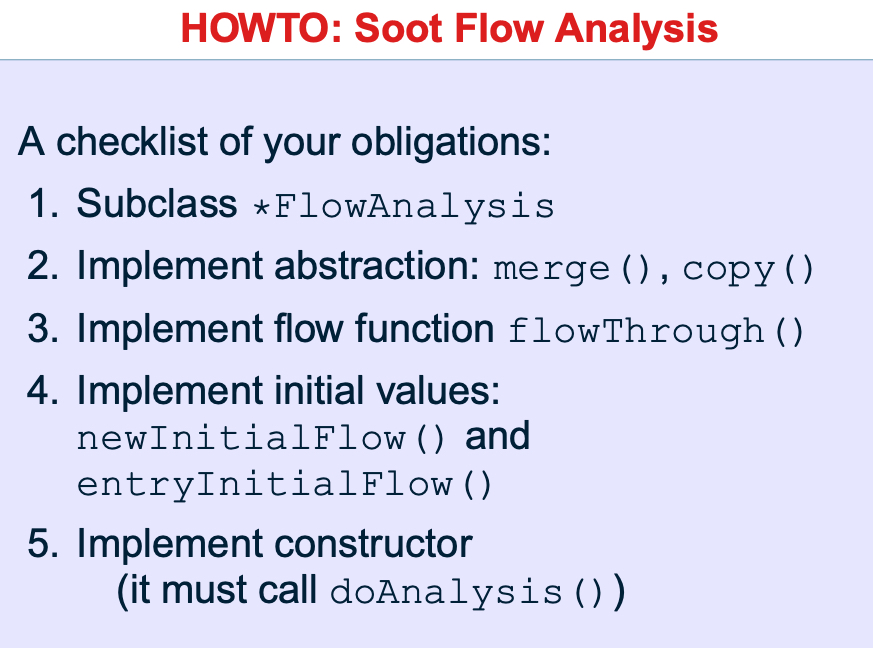 HOWTO: Soot Flow Analysis
A checklist of your obligations:
1. Subclass *FlowAnalysis
2. Implement abstraction: merge(), copy()
3. Implement flow function flowThrough()
4. Implement initial values:
newInitialFlow() and
entryInitialFlow()
5. Implement constructor
(it must call doAnalysis())